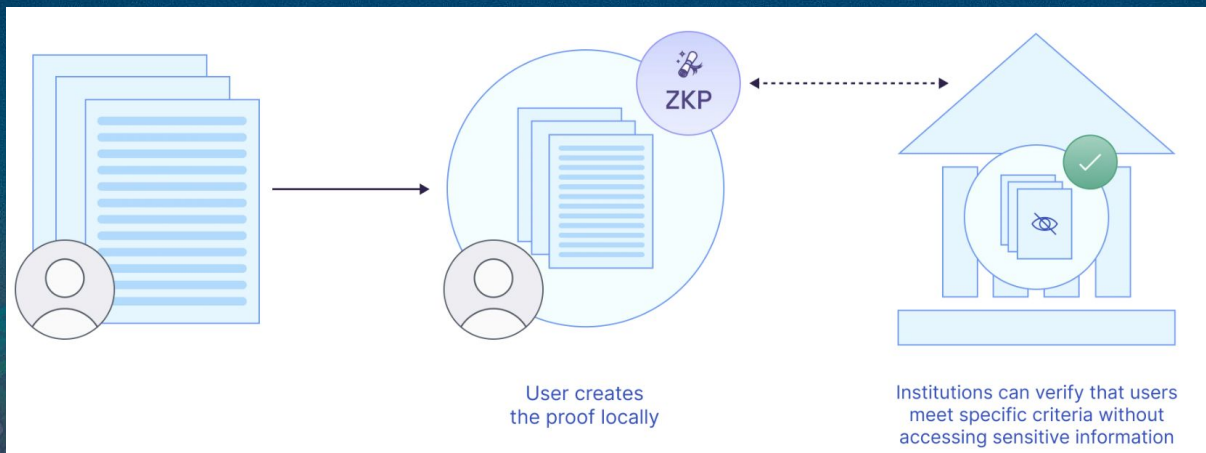 ZKP
User creates
the proof locally
Institutions can verify that users
meet specific criteria without
accessing sensitive information